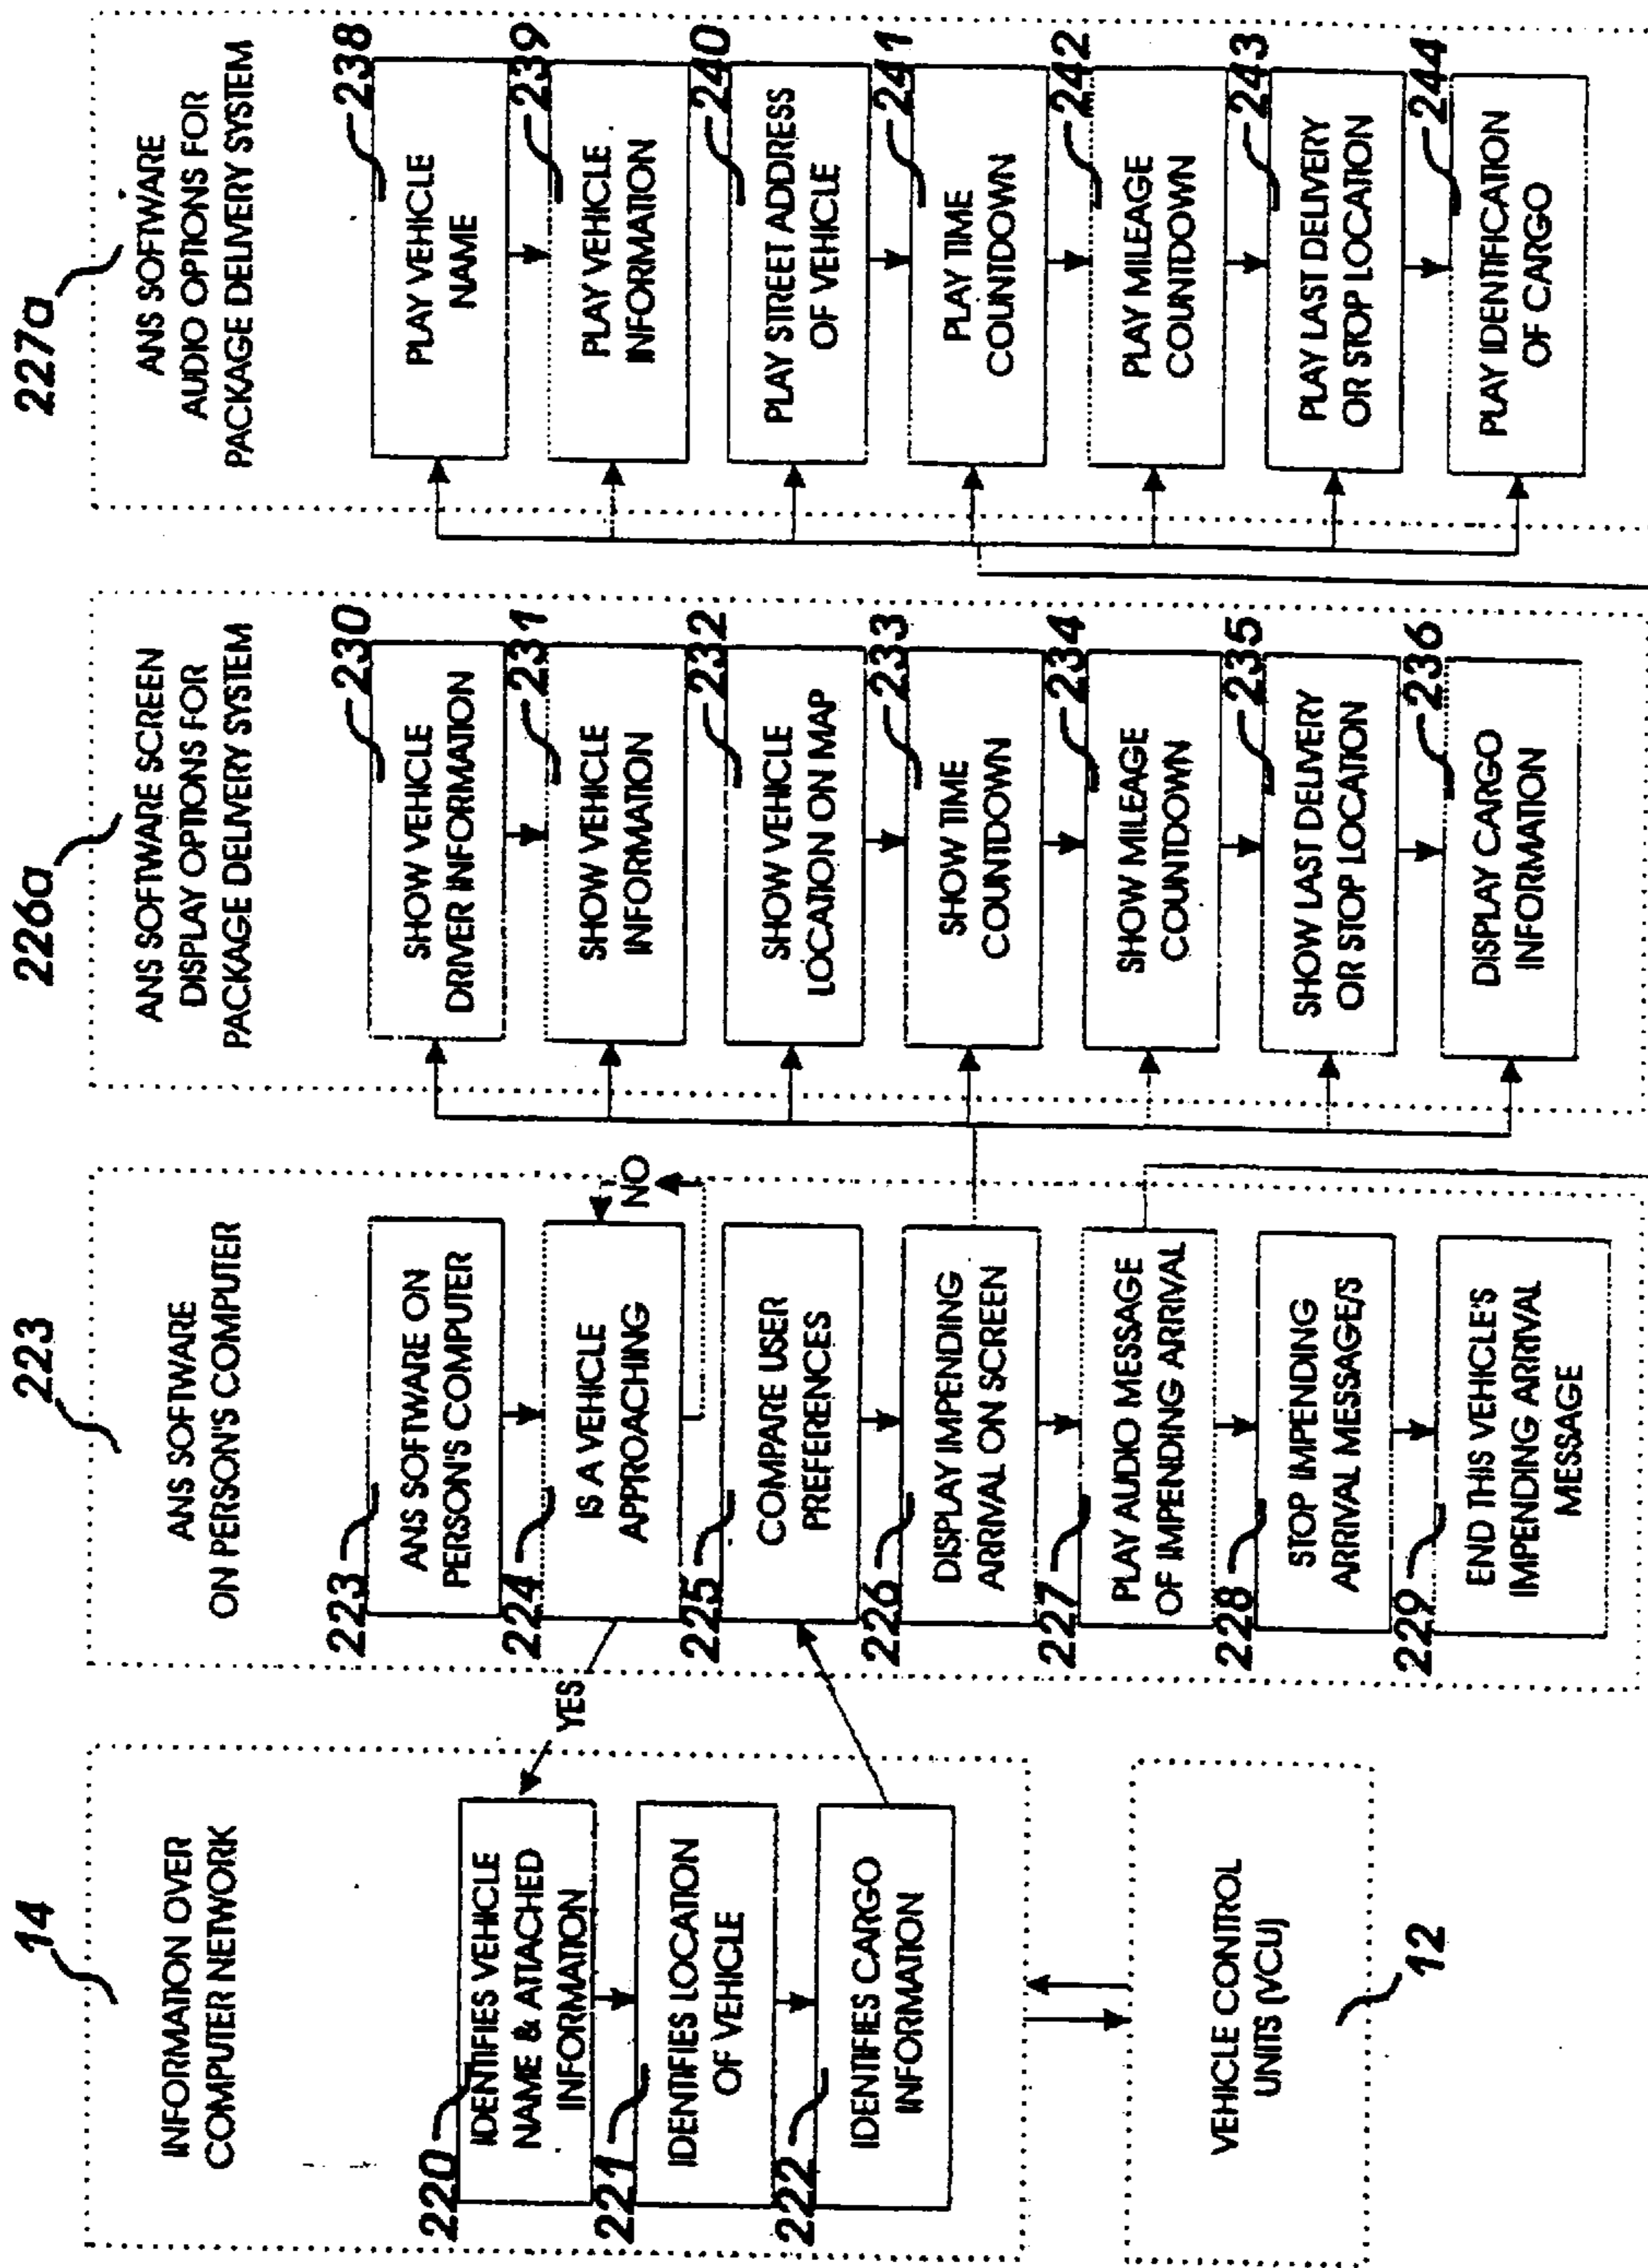 14
INFORMATION OVER
COMPUTER NETWORK
220
IDENTIFIES VEHICLE
NAME & ATTACHED
INFORMATION
221
IDENTIFIES LOCATION
OF VEHICLE
222
IDENTIFIES CARGO
INFORMATION
VEHICLE CONTROL
UNITS (VCU)
12
YES
223
ANS SOFTWARE
ON PERSON'S COMPUTER
223
ANS SOFTWARE ON
PERSON'S COMPUTER
224
IS A VEHICLE
APPROACHING
NO
225
COMPARE USER
PREFERENCES
226
DISPLAY IMPENDING
ARRIVAL ON SCREEN
227
PLAY AUDIO MESSAGE
OF IMPENDING ARRIVAL
228
STOP IMPENDING
ARRIVAL MESSAGE/S
229
END THIS VEHICLE'S
IMPENDING ARRIVAL
MESSAGE
226a
ANS SOFTWARE SCREEN
DISPLAY OPTIONS FOR
PACKAGE DELIVERY SYSTEM
230
SHOW VEHICLE
DRIVER INFORMATION
231
SHOW VEHICLE
INFORMATION
232
SHOW VEHICLE
LOCATION ON MAP
233
SHOW TIME
COUNTDOWN
234
SHOW MILEAGE
COUNTDOWN
235
SHOW LAST DELIVERY
OR STOP LOCATION
236
DISPLAY CARGO
INFORMATION
227a
ANS SOFTWARE
AUDIO OPTIONS FOR
PACKAGE DELIVERY SYSTEM
238
PLAY VEHICLE
NAME
239
PLAY VEHICLE
INFORMATION
240
PLAY STREET ADDRESS
OF VEHICLE
241
PLAY TIME
COUNTDOWN
242
PLAY MILEAGE
COUNTDOWN
243
PLAY LAST DELIVERY
OR STOP LOCATION
244
PLAY IDENTIFICATION
OF CARGO